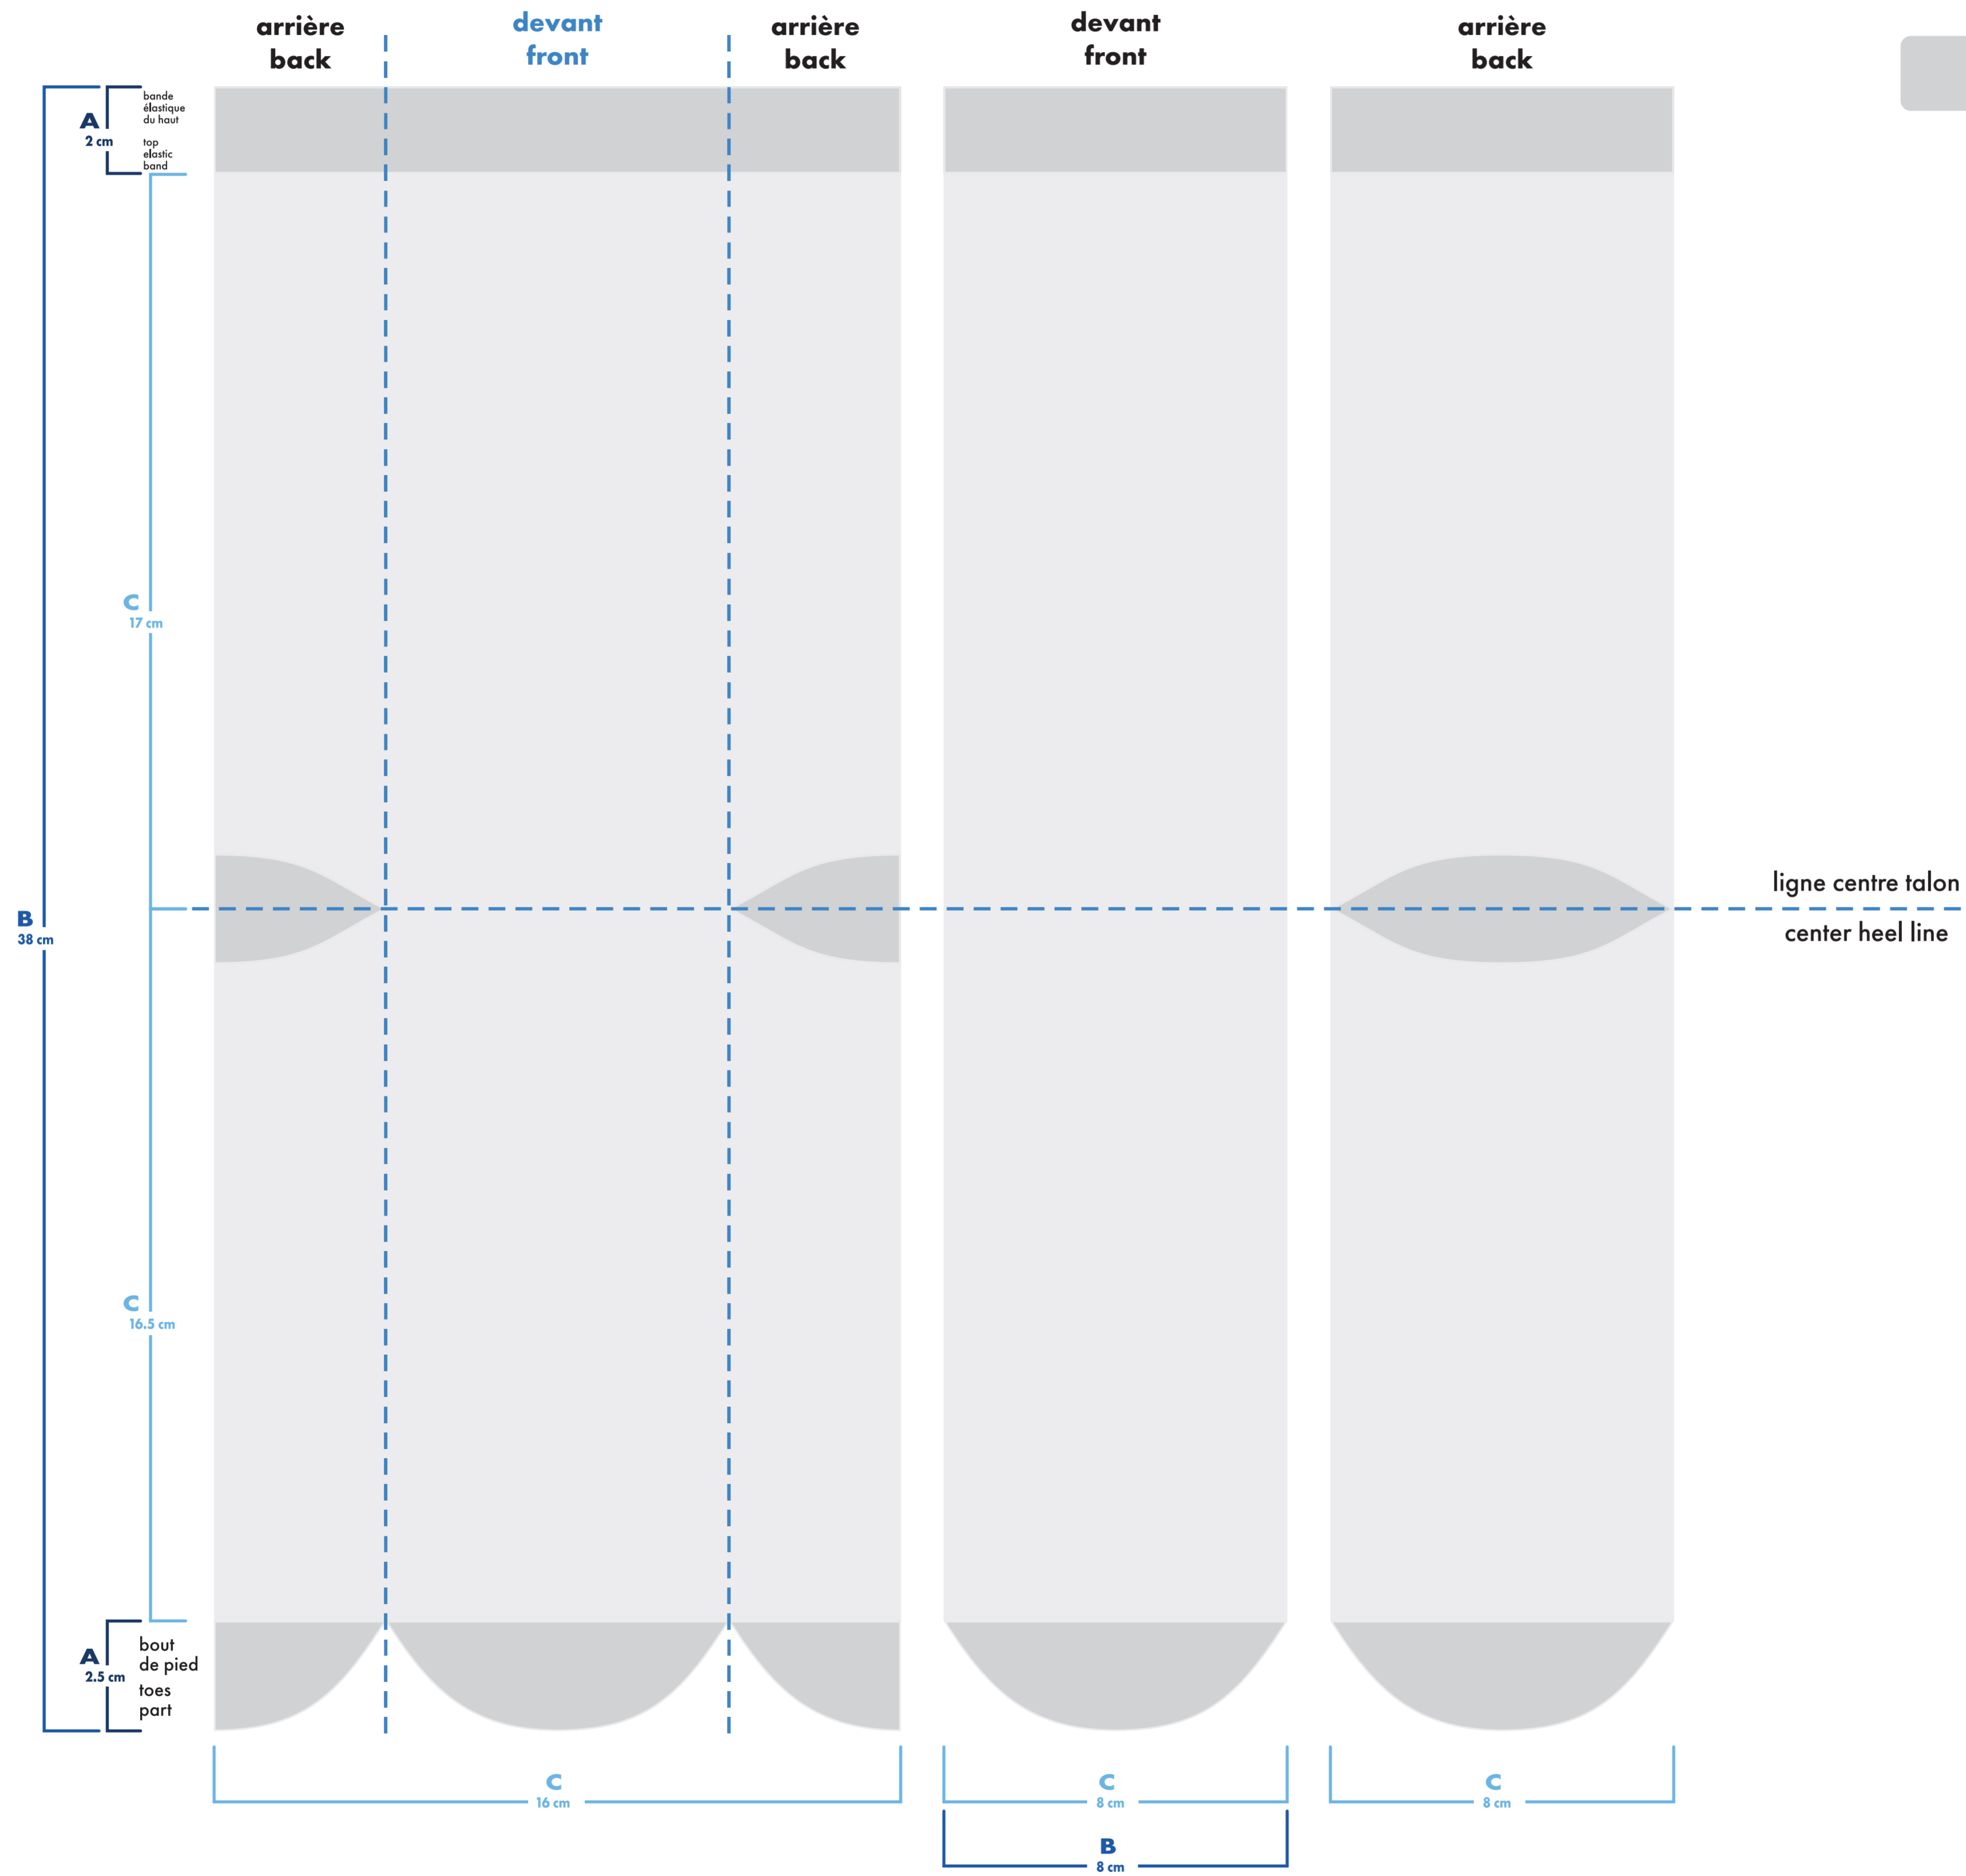 arrière
back
devant
front
arrière
back
devant
front
arrière
back
A
2 cm
bande
élastique
du haut
top
elastic
band
C
17 cm
ligne centre talon
center heel line
B
38 cm
C
16.5 cm
A
2.5 cm
bout
de pied
toes
part
C
16 cm
C
8 cm
C
8 cm
B
8 cm